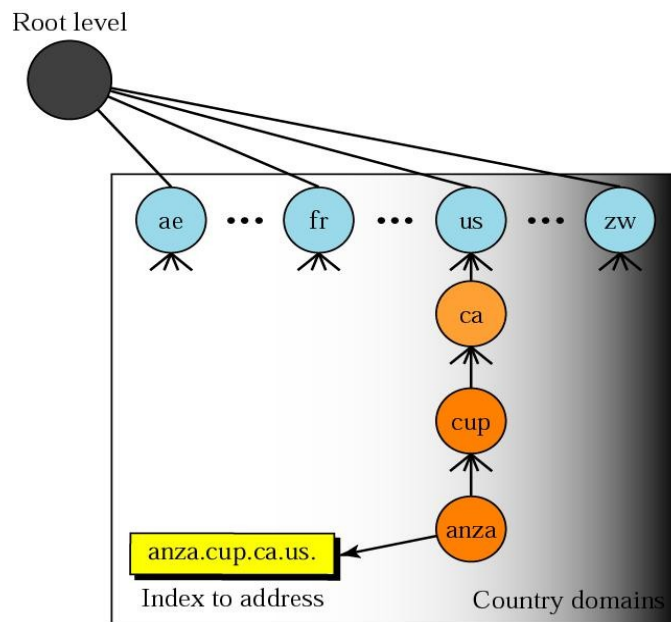 Root level
ae ••• fr ••• us ••• zw
ca
cup
anza
anza.cup.ca.us.
Index to address
Country domains